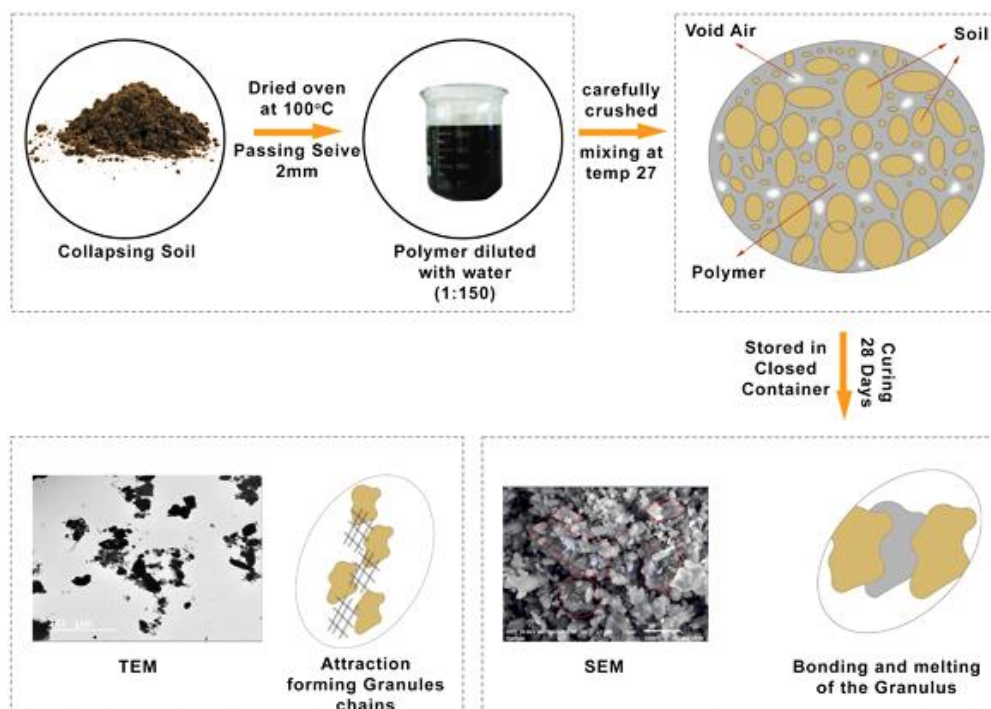 Dried oven
at 100°C
Passing Seive
2mm
carefully
crushed
mixing at
temp 27
Void Air
Soil
Collapsing Soil
Polymer diluted
with water
(1:150)
Polymer
Stored in
Closed
Container
Curing
28 Days
TEM
Attraction
forming Granules
chains
SEM
Bonding and melting
of the Granulus